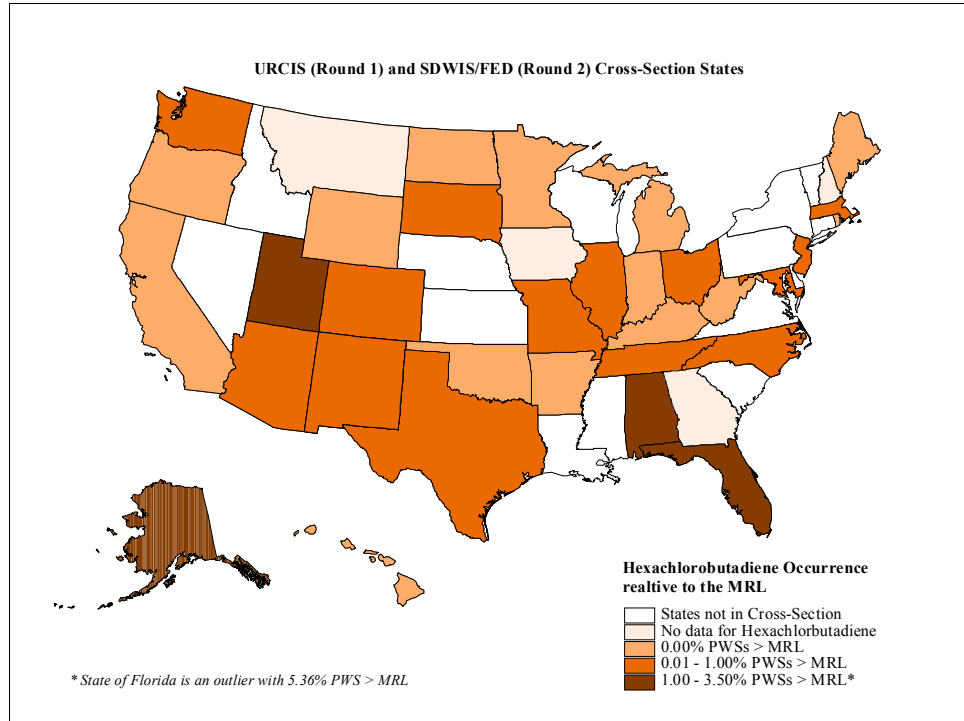 URCIS (Round 1) and SDWIS/FED (Round 2) Cross-Section States
Hexachlorobutadiene Occurrence
realtive to the MRL
States not in Cross-Section
No data for Hexachlorbutadiene
0.00% PWSs > MRL
0.01 - 1.00% PWSs > MRL
1.00 - 3.50% PWSs > MRL*
* State of Florida is an outlier with 5.36% PWS > MRL